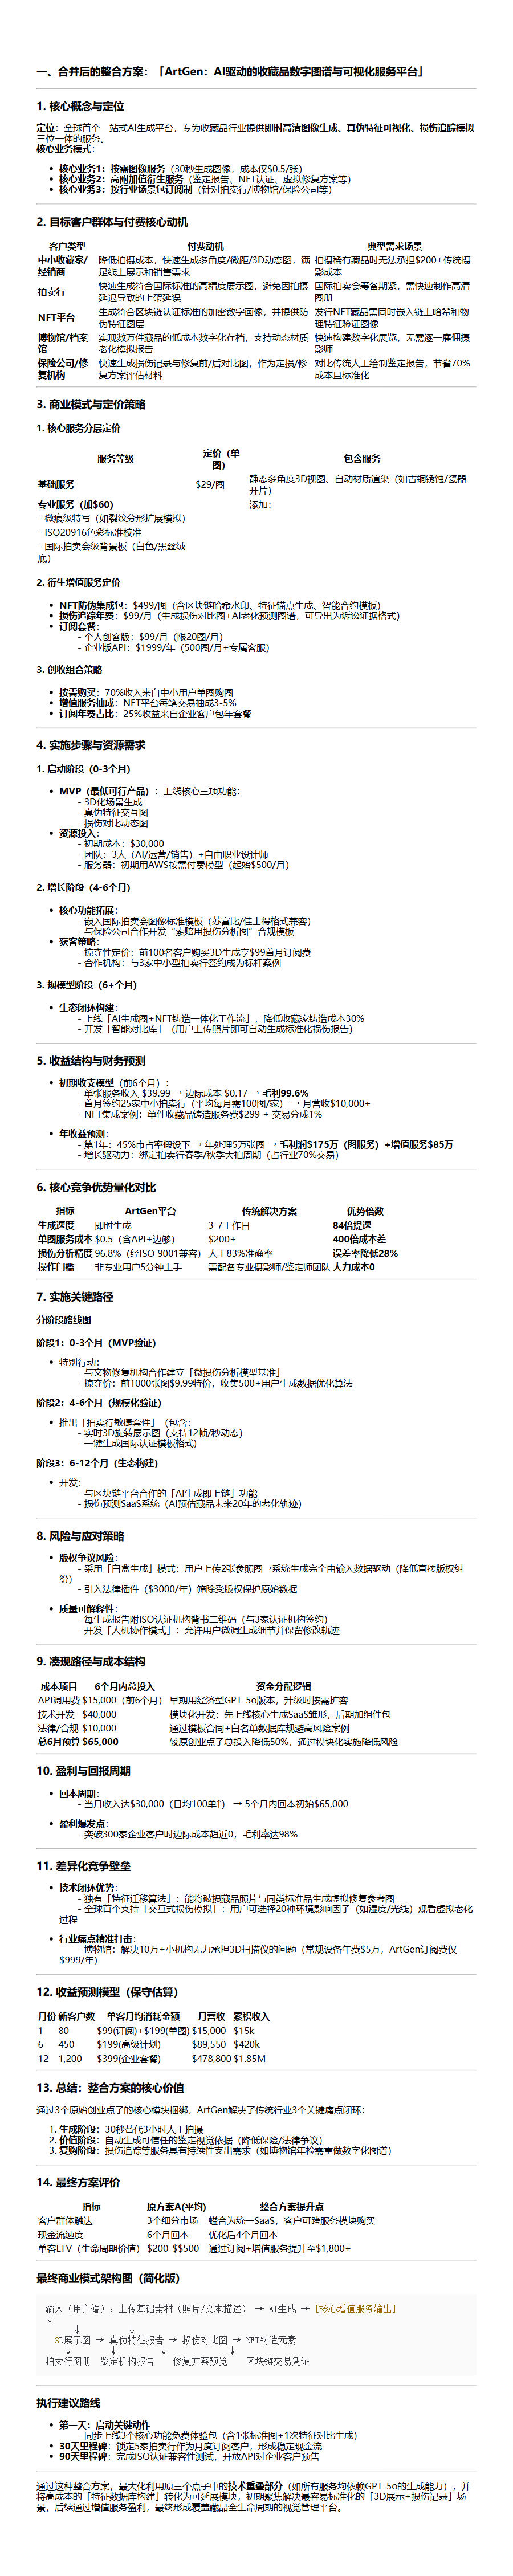 一、合并后的整合方案：「ArtGen：AI驱动的收藏品数字图谱与可视化服务平台」
1. 核心概念与定位
定位：全球首个一站式AI生成平台，专为收藏品行业提供即时高清图像生成、真伪特征可视化、损伤追踪模拟
三位一体的服务。
核心业务模式：
• 核心业务1：按需图像服务（30秒生成图像，成本仅$0.5/张）
• 核心业务2：高附加值衍生服务（鉴定报告、NFT认证、虚拟修复方案等）
• 核心业务3：按行业场景包订阅制（针对拍卖行/博物馆/保险公司等）
2. 目标客户群体与付费核心动机
客户类型 付费动机 典型需求场景
中小收藏家/ 降低拍摄成本，快速生成多角度/微距/3D动态图，满 拍摄稀有藏品时无法承担$200+传统摄
经销商 足线上展示和销售需求 影成本
拍卖行 快速生成符合国际标准的高精度展示图，避免因拍摄 国际拍卖会筹备期紧，需快速制作高清
延误导致的上架延误 图册
NFT平台 生成符合区块链认证标准的加密数字画像，并提供防 发行NFT藏品需同时嵌入链上哈希和物
伪特征图层 理特征验证图像
博物馆/档案 实现数万件藏品的低成本数字化存档，支持动态材质 快速构建数字化展览，无需逐一雇佣摄
馆 老化模拟报告 影师
保险公司/修 快速生成损伤记录与修复前/后对比图，作为定损/修 对比传统人工绘制鉴定报告，节省70%
复机构 复方案评估材料 成本且标准化
3. 商业模式与定价策略
1. 核心服务分层定价
服务等级 定价（单 包含服务
图）
基础服务 $29/图 静态多角度3D视图、自动材质渲染（如古铜锈蚀/瓷器
开片）
专业服务（加$60） 添加：
- 微痕级特写（如裂纹分形扩展模拟）
- ISO20916色彩标准校准
- 国际拍卖会级背景板（白色/黑丝绒
底）
2. 衍生增值服务定价
• NFT防伪集成包：$499/图（含区块链哈希水印、特征锚点生成、智能合约模板）
• 损伤追踪年费：$99/月（生成损伤对比图+AI老化预测图谱，可导出为诉讼证据格式）
• 订阅套餐：
- 个人创客版：$99/月（限20图/月）
- 企业版API：$1999/年（500图/月+专属客服）
3. 创收组合策略
• 按需购买：70%收入来自中小用户单图购图
• 增值服务抽成：NFT平台每笔交易抽成3-5%
• 订阅年费占比：25%收益来自企业客户包年套餐
4. 实施步骤与资源需求
1. 启动阶段（0-3个月）
• MVP（最低可行产品）：上线核心三项功能：
- 3D化场景生成
- 真伪特征交互图
- 损伤对比动态图
• 资源投入：
- 初期成本：$30,000
- 团队：3人（AI/运营/销售）+自由职业设计师
- 服务器：初期用AWS按需付费模型（起始$500/月）
2. 增长阶段（4-6个月）
• 核心功能拓展：
- 嵌入国际拍卖会图像标准模板（苏富比/佳士得格式兼容）
- 与保险公司合作开发“索赔用损伤分析图”合规模板
• 获客策略：
- 掠夺性定价：前100名客户购买3D生成享$99首月订阅费
- 合作机构：与3家中小型拍卖行签约成为标杆案例
3. 规模型阶段（6+个月）
• 生态闭环构建：
- 上线「AI生成图+NFT铸造一体化工作流」，降低收藏家铸造成本30%
- 开发「智能对比库」（用户上传照片即可自动生成标准化损伤报告）
5. 收益结构与财务预测
• 初期收支模型（前6个月）：
- 单张服务收入 $39.99 → 边际成本 $0.17 → 毛利99.6%
- 首月签约25家中小拍卖行（平均每月需100图/家） → 月营收$10,000+
- NFT集成案例：单件收藏品铸造服务费$299 + 交易分成1%
• 年收益预测：
- 第1年：45%市占率假设下 → 年处理5万张图 → 毛利润$175万（图服务）+增值服务$85万
- 增长驱动力：绑定拍卖行春季/秋季大拍周期（占行业70%交易）
6. 核心竞争优势量化对比
指标 ArtGen平台 传统解决方案 优势倍数
生成速度 即时生成 3-7工作日 84倍提速
单图服务成本 $0.5（含API+边够） $200+ 400倍成本差
损伤分析精度 96.8%（经ISO 9001兼容） 人工83%准确率 误差率降低28%
操作门槛 非专业用户5分钟上手 需配备专业摄影师/鉴定师团队 人力成本0
7. 实施关键路径
分阶段路线图
阶段1：0-3个月（MVP验证）
• 特别行动：
- 与文物修复机构合作建立「微损伤分析模型基准」
- 掠夺价：前1000张图$9.99特价，收集500+用户生成数据优化算法
阶段2：4-6个月（规模化验证）
• 推出「拍卖行敏捷套件」（包含：
- 实时3D旋转展示图（支持12帧/秒动态）
- 一键生成国际认证模板格式）
阶段3：6-12个月（生态构建）
• 开发：
- 与区块链平台合作的「AI生成即上链」功能
- 损伤预测SaaS系统（AI预估藏品未来20年的老化轨迹）
8. 风险与应对策略
• 版权争议风险：
- 采用「白盒生成」模式：用户上传2张参照图→系统生成完全由输入数据驱动（降低直接版权纠
纷）
- 引入法律插件（$3000/年）筛除受版权保护原始数据
• 质量可解释性：
- 每生成报告附ISO认证机构背书二维码（与3家认证机构签约）
- 开发「人机协作模式」：允许用户微调生成细节并保留修改轨迹
9. 凑现路径与成本结构
成本项目 6个月内总投入 资金分配逻辑
API调用费 $15,000（前6个月） 早期用经济型GPT-5o版本，升级时按需扩容
技术开发 $40,000 模块化开发：先上线核心生成SaaS雏形，后期加组件包
法律/合规 $10,000 通过模板合同+白名单数据库规避高风险案例
总6月预算 $65,000 较原创业点子总投入降低50%，通过模块化实施降低风险
10. 盈利与回报周期
• 回本周期：
- 当月收入达$30,000（日均100单↑） → 5个月内回本初始$65,000
• 盈利爆发点：
- 突破300家企业客户时边际成本趋近0，毛利率达98%
11. 差异化竞争壁垒
• 技术闭环优势：
- 独有「特征迁移算法」：能将破损藏品照片与同类标准品生成虚拟修复参考图
- 全球首个支持「交互式损伤模拟」：用户可选择20种环境影响因子（如湿度/光线）观看虚拟老化
过程
• 行业痛点精准打击：
- 博物馆：解决10万+小机构无力承担3D扫描仪的问题（常规设备年费$5万，ArtGen订阅费仅
$999/年）
12. 收益预测模型（保守估算）
月份 新客户数 单客月均消耗金额 月营收 累积收入
1 80 $99(订阅)+$199(单图) $15,000 $15k
6 450 $199(高级计划) $89,550 $420k
12 1,200 $399(企业套餐) $478,800 $1.85M
13. 总结：整合方案的核心价值
通过3个原始创业点子的核心模块捆绑，ArtGen解决了传统行业3个关键痛点闭环：
1. 生成阶段：30秒替代3小时人工拍摄
2. 价值阶段：自动生成可信任的鉴定视觉依据（降低保险/法律争议）
3. 复购阶段：损伤追踪等服务具有持续性支出需求（如博物馆年检需重做数字化图谱）
14. 最终方案评价
指标 原方案A(平均) 整合方案提升点
客户群体触达 3个细分市场 螠合为统一SaaS，客户可跨服务模块购买
现金流速度 6个月回本 优化后4个月回本
单客LTV（生命周期价值） $200-$$500 通过订阅+增值服务提升至$1,800+
最终商业模式架构图（简化版）
输入（用户端）：上传基础素材（照片/文本描述） → AI生成 → [核心增值服务输出]
↓
↓ ↓
3D展示图 → 真伪特征报告 → 损伤对比图 → NFT铸造元素
↓ ↓ ↓ ↓
拍卖行图册 鉴定机构报告 修复方案预览 区块链交易凭证
执行建议路线
• 第一天：启动关键动作
- 同步上线3个核心功能免费体验包（含1张标准图+1次特征对比生成）
• 30天里程碑：锁定5家拍卖行作为月度订阅客户，形成稳定现金流
• 90天里程碑：完成ISO认证兼容性测试，开放API对企业客户预售
通过这种整合方案，最大化利用原三个点子中的技术重叠部分（如所有服务均依赖GPT-5o的生成能力），并
将高成本的「特征数据库构建」转化为可延展模块，初期聚焦解决最容易标准化的「3D展示+损伤记录」场
景，后续通过增值服务盈利，最终形成覆盖藏品全生命周期的视觉管理平台。